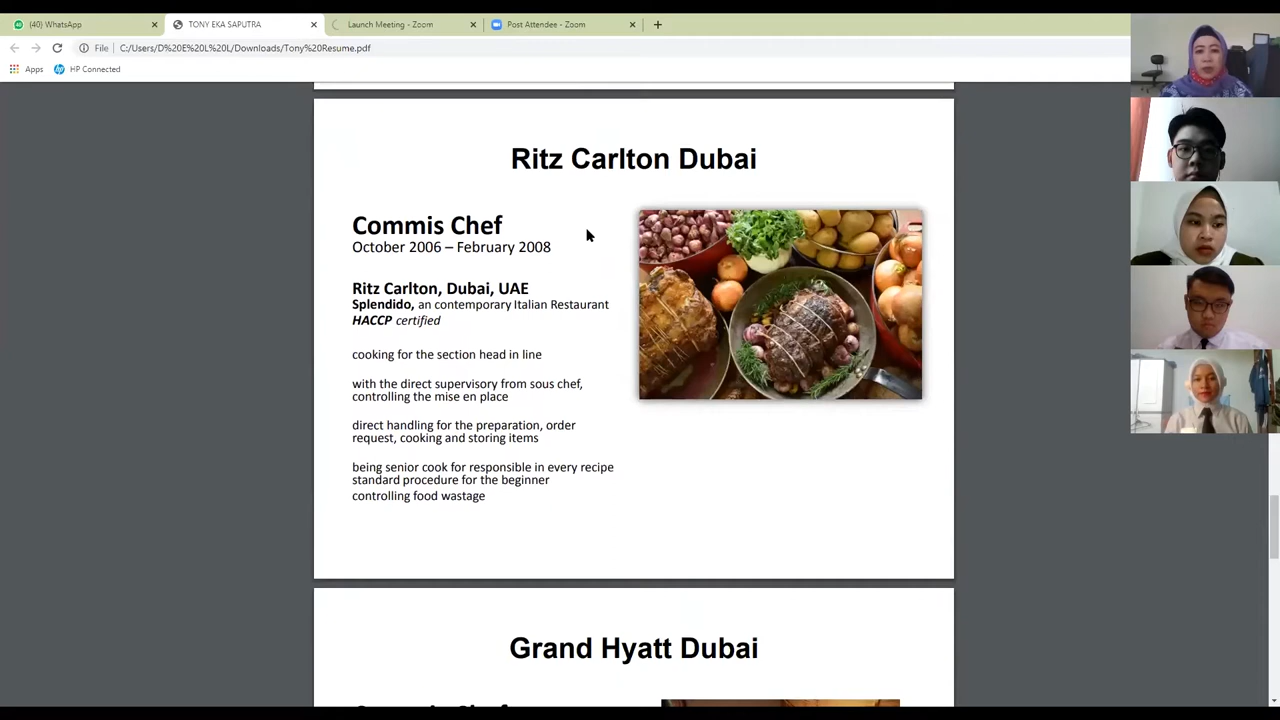 (40) WhatsApp
TONY EKA SAPUTRA
Launch Meeting - Zoom
Post Attendee - Zoom
File
C:/Users/D%20E%20L%20L/Downloads/Tony%20Resume.pdf
Apps
HP Connected
Ritz Carlton Dubai
Commis Chef
October 2006 – February 2008
Ritz Carlton, Dubai, UAE
Splendido, an contemporary Italian Restaurant
HACCP certified
cooking for the section head in line
with the direct supervisory from sous chef,
controlling the mise en place
direct handling for the preparation, order
request, cooking and storing items
being senior cook for responsible in every recipe
standard procedure for the beginner
controlling food wastage
Grand Hyatt Dubai